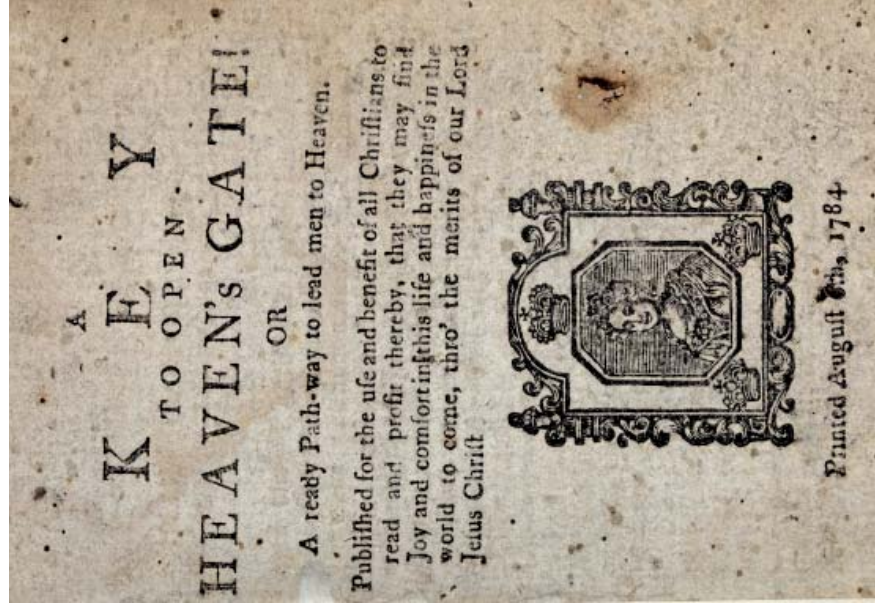 A
KEY
TO OPEN
HEAVEN's GATE!
OR
A ready Path-way to lead men to Heaven.
Publiſhed for the uſe and benefit of all Chriſtians to
read and profit thereby, that they may find
Joy and comfort in this life and happineſs in the
world to come, thro' the merits of our Lord
Jeſus Chriſt
Printed Auguſt 6th, 1784